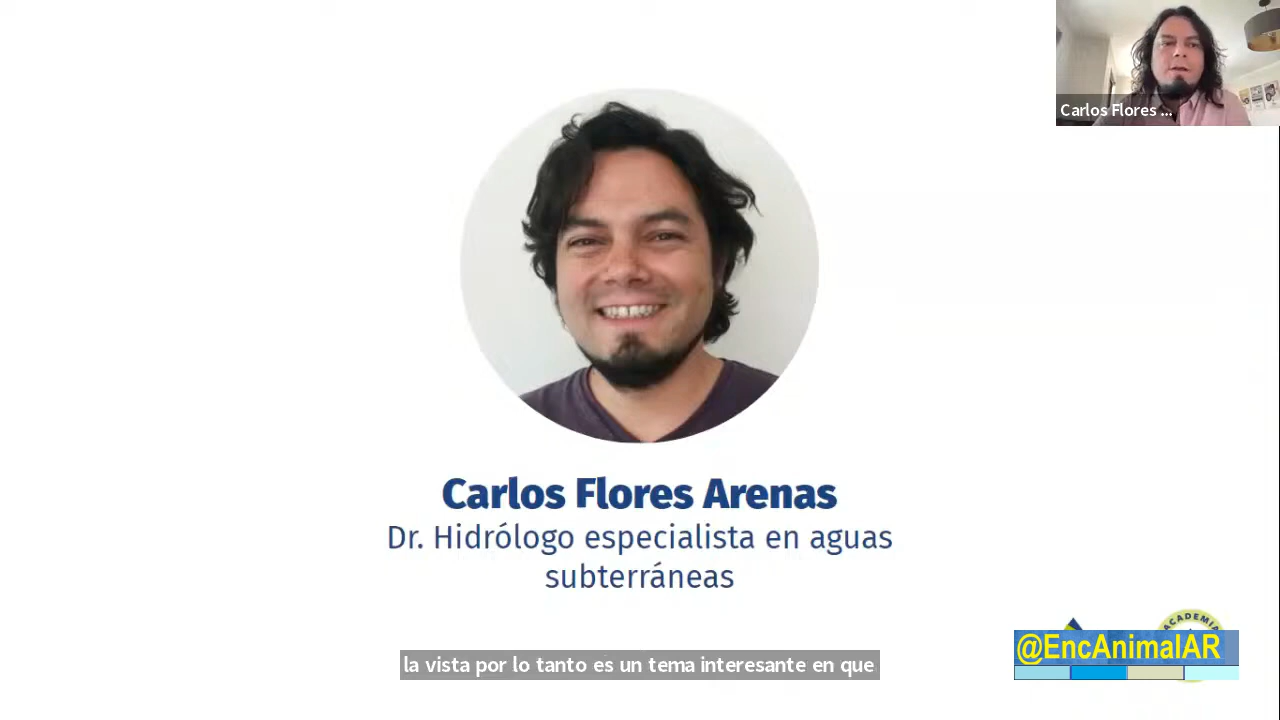 Carlos Flores ...
Carlos Flores Arenas
Dr. Hidrólogo especialista en aguas
subterráneas
ACADEMIA
@EncAnimalAR
la vista por lo tanto es un tema interesante en que